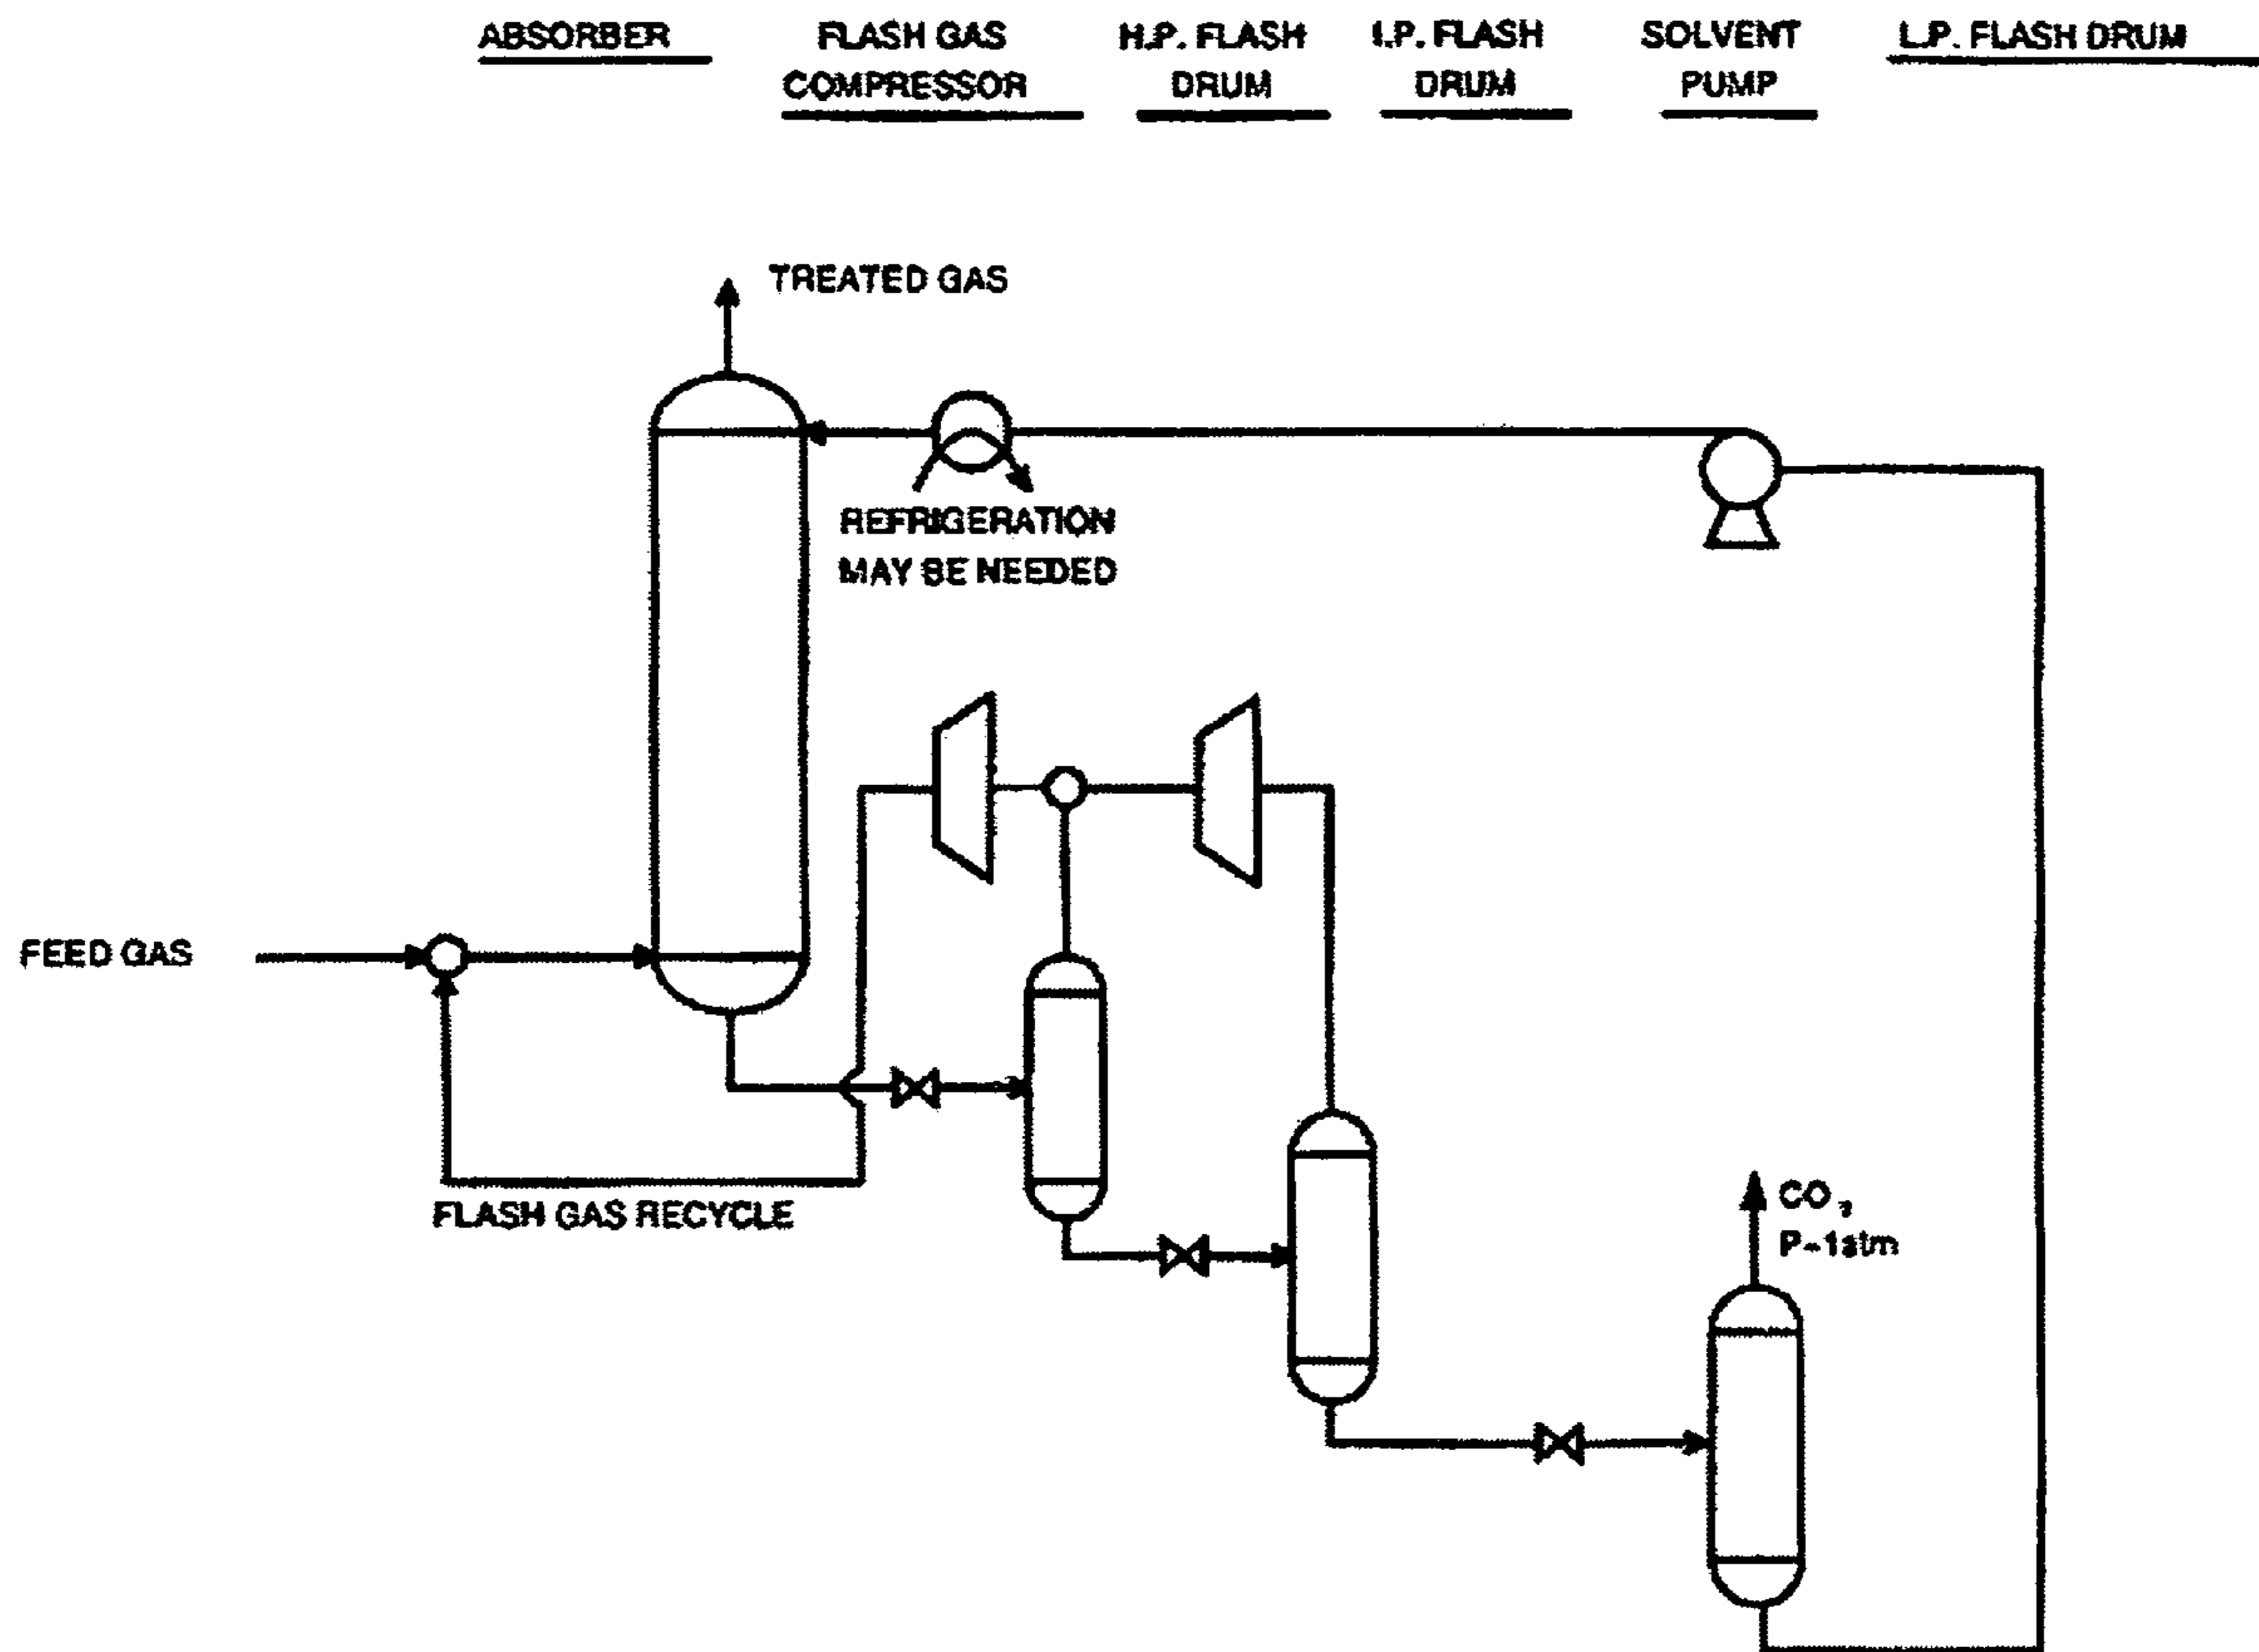 ABSORBER
FLASH GAS
COMPRESSOR
H.P. FLASH
DRUM
I.P. FLASH
DRUM
SOLVENT
PUMP
L.P. FLASH DRUM
TREATED GAS
REFRIGERATION
MAY BE NEEDED
FEED GAS
FLASH GAS RECYCLE
CO₂
P~1atm